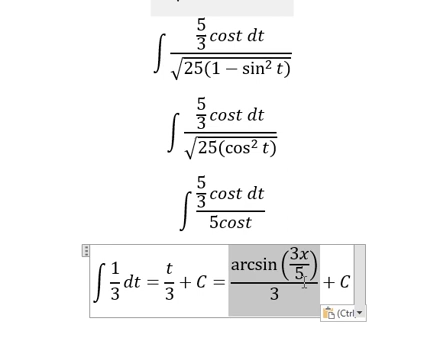 ∫ (5/3 cost dt) / √(25(1 − sin² t))
∫ (5/3 cost dt) / √(25(cos² t))
∫ (5/3 cost dt) / (5cost)
∫ 1/3 dt = t/3 + C = arcsin(3x/5) / 3 + C
(Ctrl)